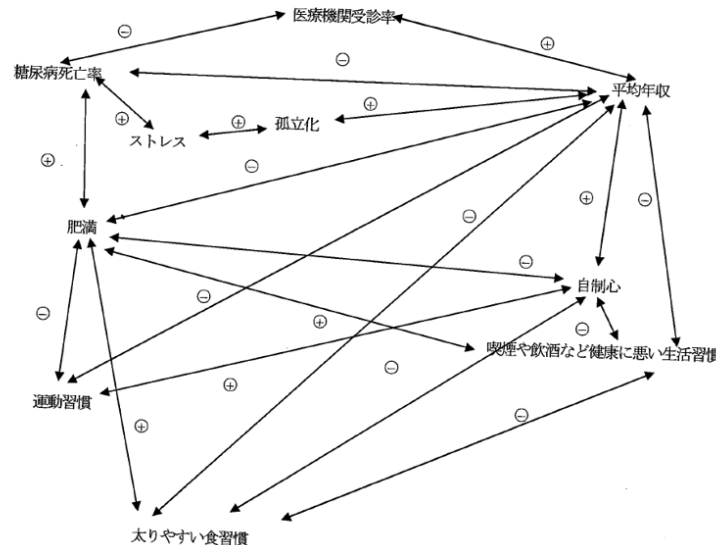 医療機関受診率
⊖
⊕
糖尿病死亡率
⊖
平均年収
⊕
⊕
⊕
孤立化
ストレス
⊕
⊖
⊕
⊖
⊖
肥満
⊖
自制心
⊖
⊖
⊕
⊖
喫煙や飲酒など健康に悪い生活習慣
⊖
⊕
運動習慣
⊖
⊕
太りやすい食習慣